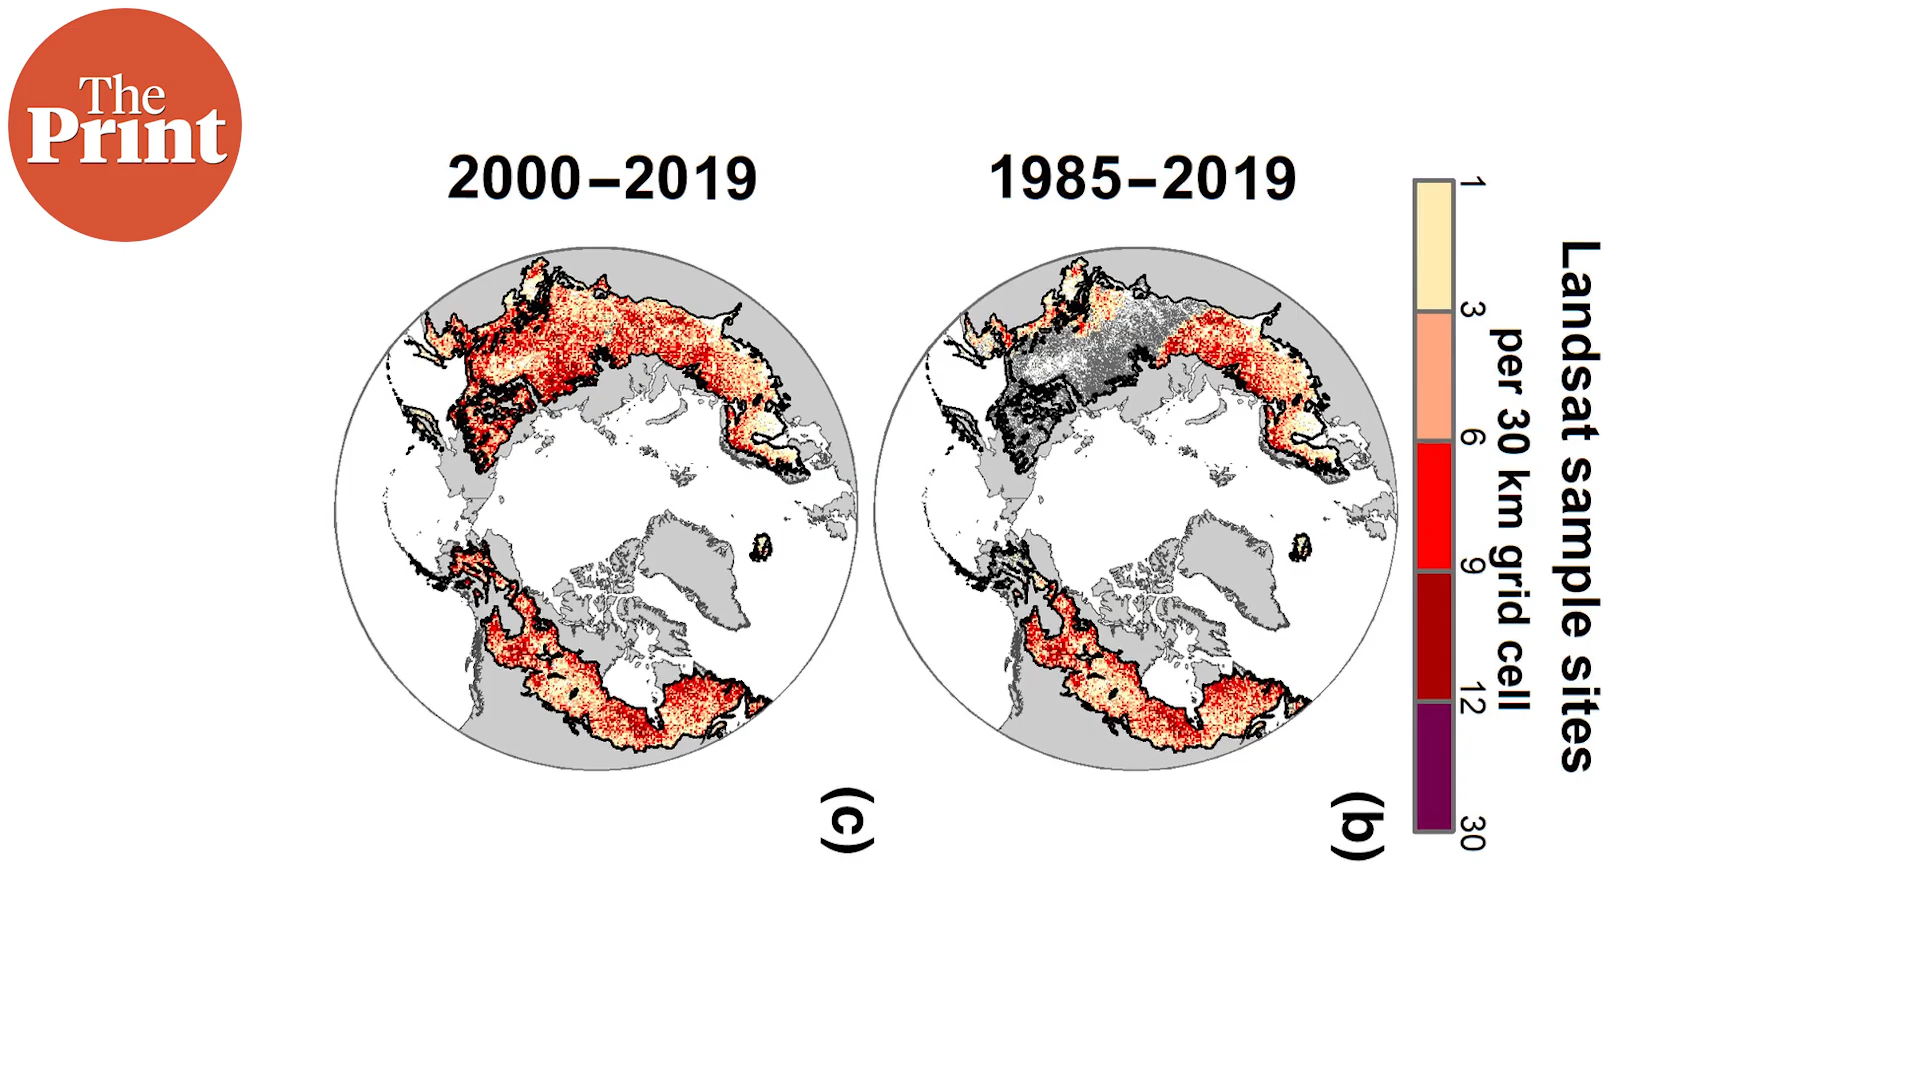 The
Print
2000–2019
1985–2019
1
3
6
9
12
30
Landsat sample sites
per 30 km grid cell
(c)
(b)